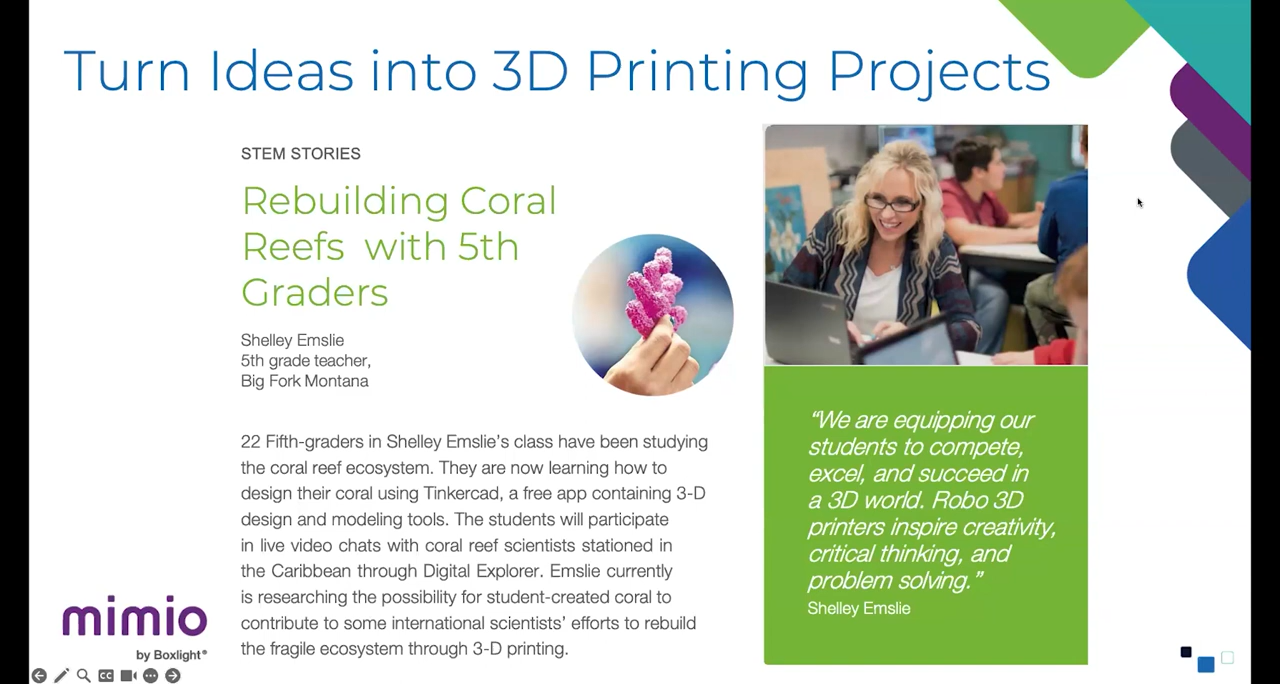 Turn Ideas into 3D Printing Projects
STEM STORIES
Rebuilding Coral
Reefs with 5th
Graders
Shelley Emslie
5th grade teacher,
Big Fork Montana
22 Fifth-graders in Shelley Emslie’s class have been studying
the coral reef ecosystem. They are now learning how to
design their coral using Tinkercad, a free app containing 3-D
design and modeling tools. The students will participate
in live video chats with coral reef scientists stationed in
the Caribbean through Digital Explorer. Emslie currently
is researching the possibility for student-created coral to
contribute to some international scientists’ efforts to rebuild
the fragile ecosystem through 3-D printing.
“We are equipping our
students to compete,
excel, and succeed in
a 3D world. Robo 3D
printers inspire creativity,
critical thinking, and
problem solving.”
Shelley Emslie
mimio
by Boxlight®
CC